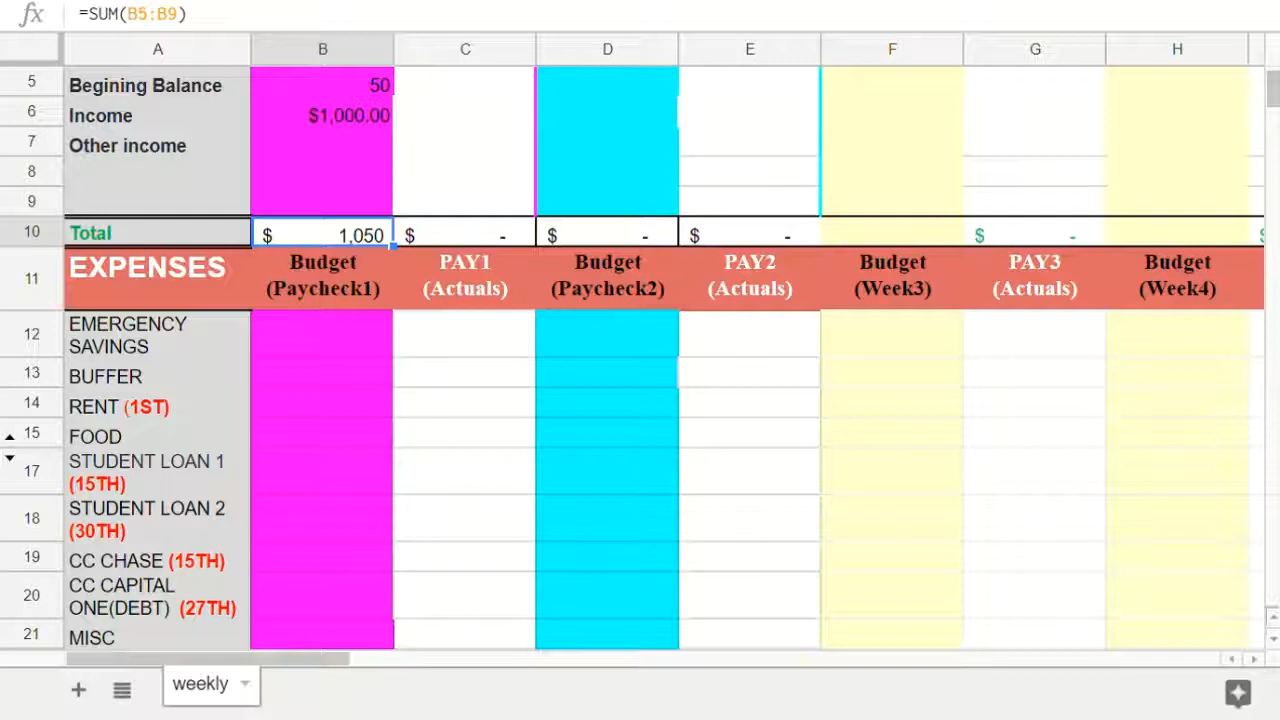 fx =SUM(B5:B9)
A B C D E F G H
5 Begining Balance 50
6 Income $1,000.00
7 Other income
8
9
10 Total $ 1,050 $ - $ - $ - $ - $
11 EXPENSES Budget (Paycheck1) PAY1 (Actuals) Budget (Paycheck2) PAY2 (Actuals) Budget (Week3) PAY3 (Actuals) Budget (Week4)
12 EMERGENCY SAVINGS
13 BUFFER
14 RENT (1ST)
15 FOOD
17 STUDENT LOAN 1 (15TH)
18 STUDENT LOAN 2 (30TH)
19 CC CHASE (15TH)
20 CC CAPITAL ONE(DEBT) (27TH)
21 MISC
weekly